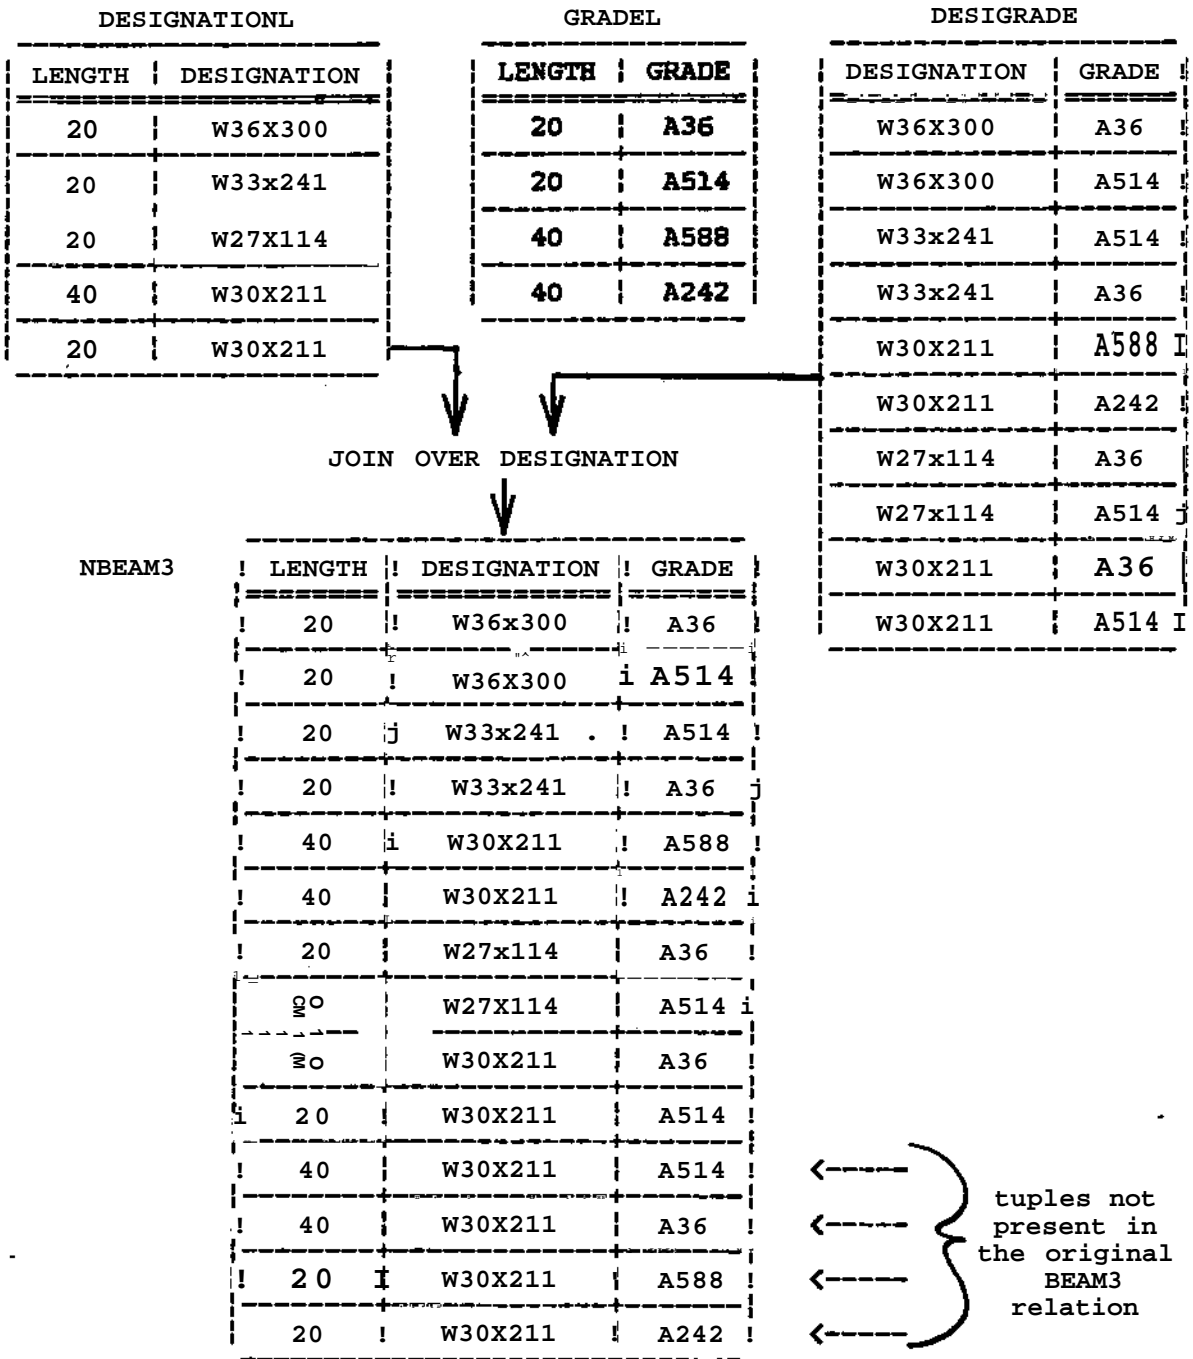 DESIGNATIONL
LENGTH DESIGNATION
20 W36X300
20 W33x241
20 W27X114
40 W30X211
20 W30X211
GRADEL
LENGTH GRADE
20 A36
20 A514
40 A588
40 A242
DESIGRADE
DESIGNATION GRADE
W36X300 A36
W36X300 A514
W33x241 A514
W33x241 A36
W30X211 A588
W30X211 A242
W27x114 A36
W27x114 A514
W30X211 A36
W30X211 A514
JOIN OVER DESIGNATION
NBEAM3
LENGTH DESIGNATION GRADE
20 W36x300 A36
20 W36X300 A514
20 W33x241 . A514
20 W33x241 A36
40 W30X211 A588
40 W30X211 A242
20 W27x114 A36
W27X114 A514
W30X211 A36
20 W30X211 A514
40 W30X211 A514
40 W30X211 A36
20 W30X211 A588
20 W30X211 A242
tuples not
present in
the original
BEAM3
relation